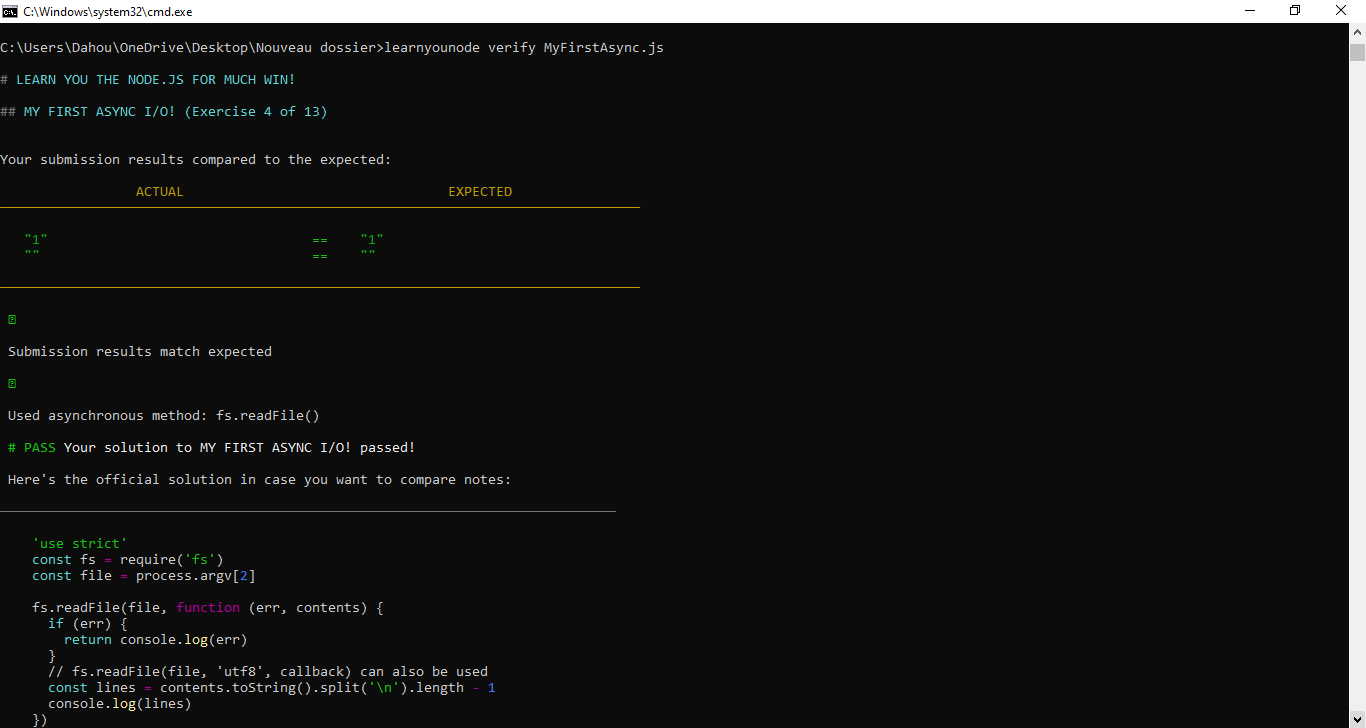 C:\Windows\system32\cmd.exe
C:\Users\Dahou\OneDrive\Desktop\Nouveau dossier>learnyounode verify MyFirstAsync.js
# LEARN YOU THE NODE.JS FOR MUCH WIN!
## MY FIRST ASYNC I/O! (Exercise 4 of 13)
Your submission results compared to the expected:
ACTUAL EXPECTED
"1" == "1"
"" == ""
Submission results match expected
Used asynchronous method: fs.readFile()
# PASS Your solution to MY FIRST ASYNC I/O! passed!
Here's the official solution in case you want to compare notes:
'use strict'
const fs = require('fs')
const file = process.argv[2]
fs.readFile(file, function (err, contents) {
if (err) {
return console.log(err)
}
// fs.readFile(file, 'utf8', callback) can also be used
const lines = contents.toString().split('\n').length - 1
console.log(lines)
})